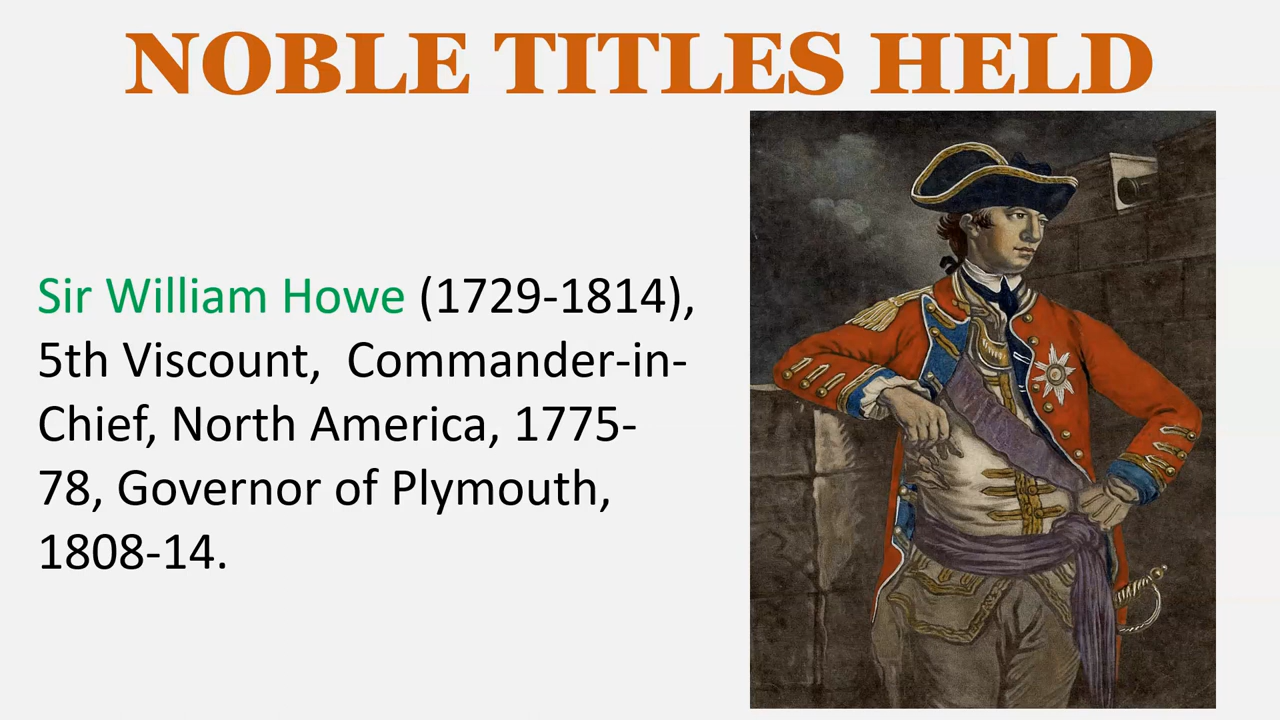 NOBLE TITLES HELD
Sir William Howe (1729-1814),
5th Viscount,  Commander-in-
Chief, North America, 1775-
78, Governor of Plymouth,
1808-14.